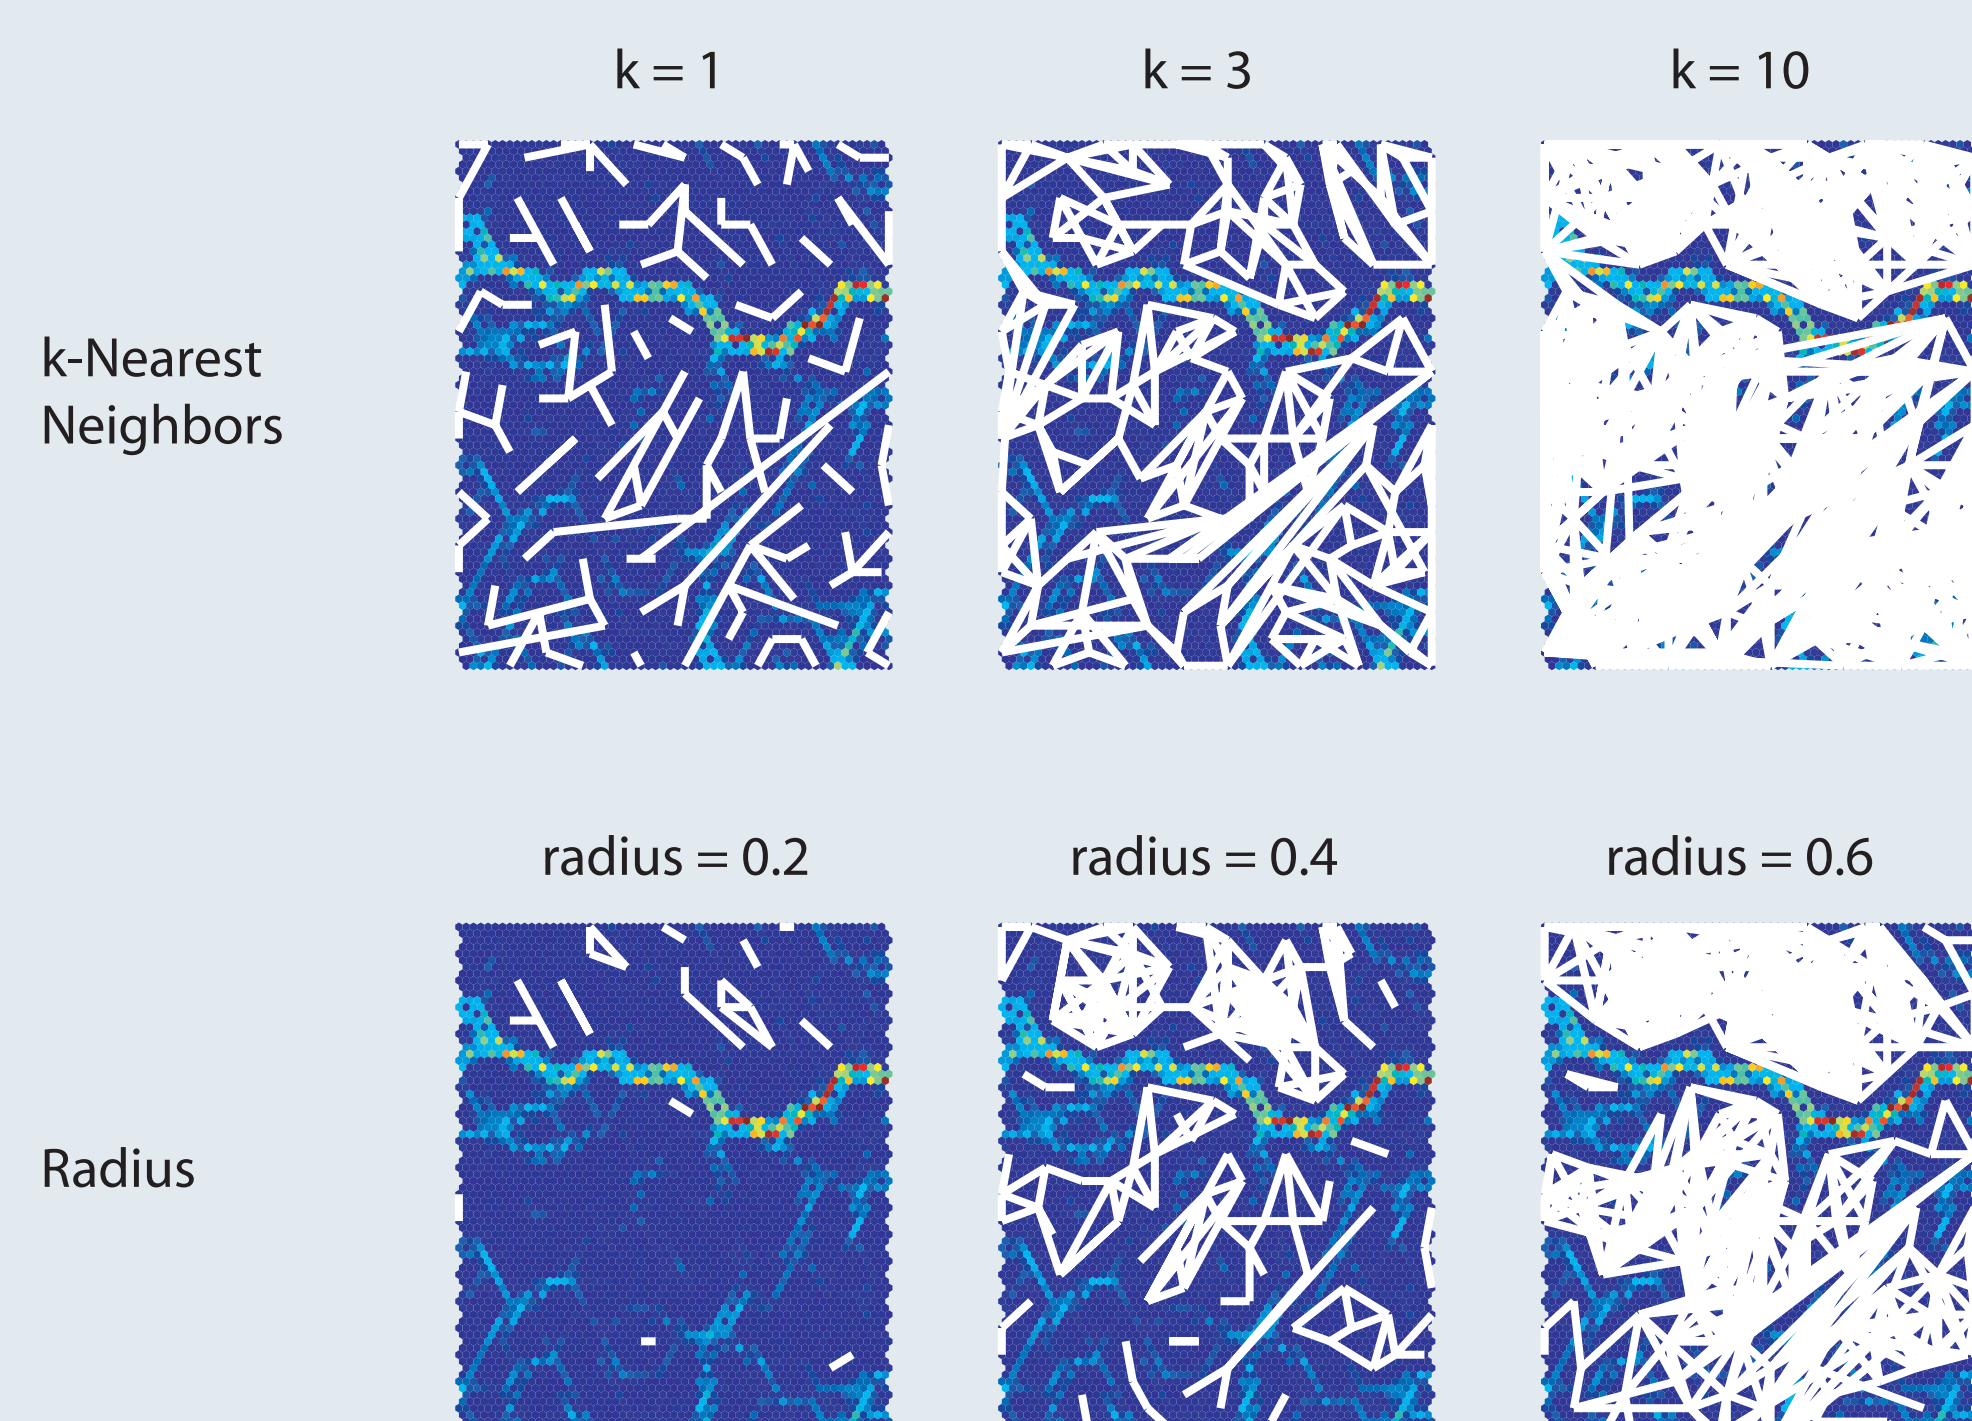 k = 1
k = 3
k = 10
k-Nearest
Neighbors
radius = 0.2
radius = 0.4
radius = 0.6
Radius